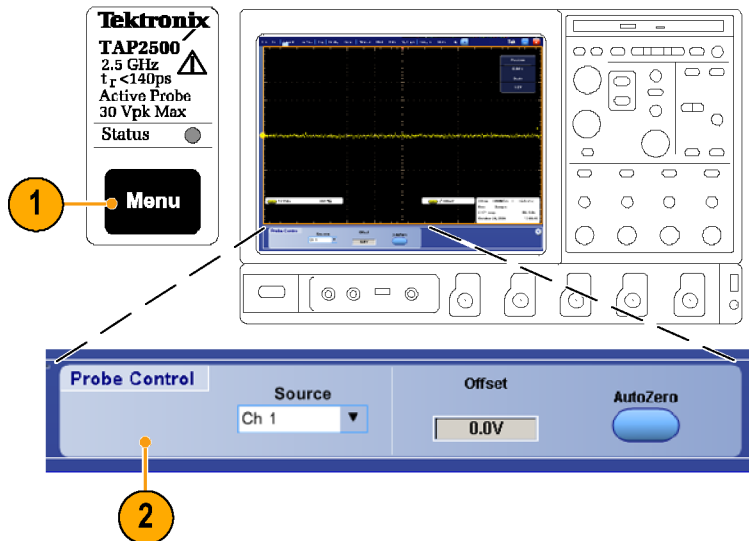 Tektronix
TAP2500
2.5 GHz
tr <140ps
Active Probe
30 Vpk Max
Status
Menu
1
Probe Control
Source
Ch 1
Offset
0.0V
AutoZero
2